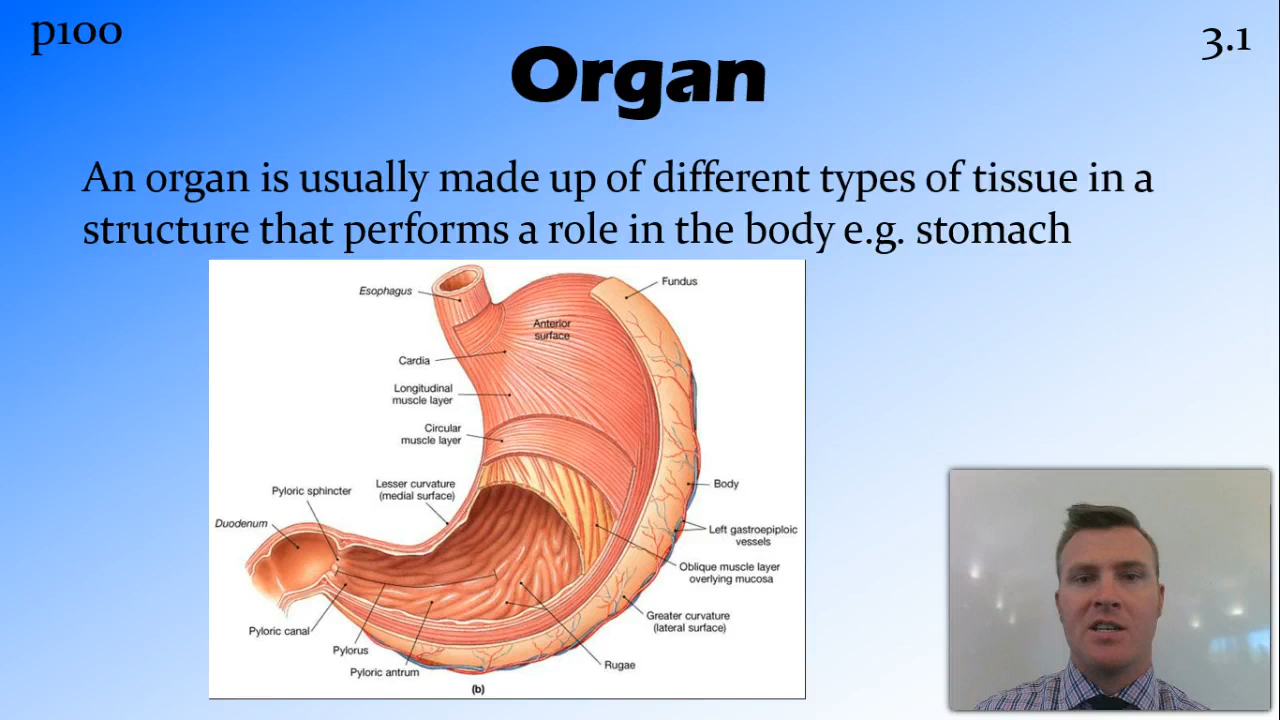 p100
3.1
Organ
An organ is usually made up of different types of tissue in a
structure that performs a role in the body e.g. stomach
Esophagus
Fundus
Anterior
surface
Cardia
Longitudinal
muscle layer
Circular
muscle layer
Lesser curvature
(medial surface)
Pyloric sphincter
Duodenum
Body
Left gastroepiploic
vessels
Oblique muscle layer
overlying mucosa
Greater curvature
(lateral surface)
Pyloric canal
Pylorus
Pyloric antrum
Rugae
(b)